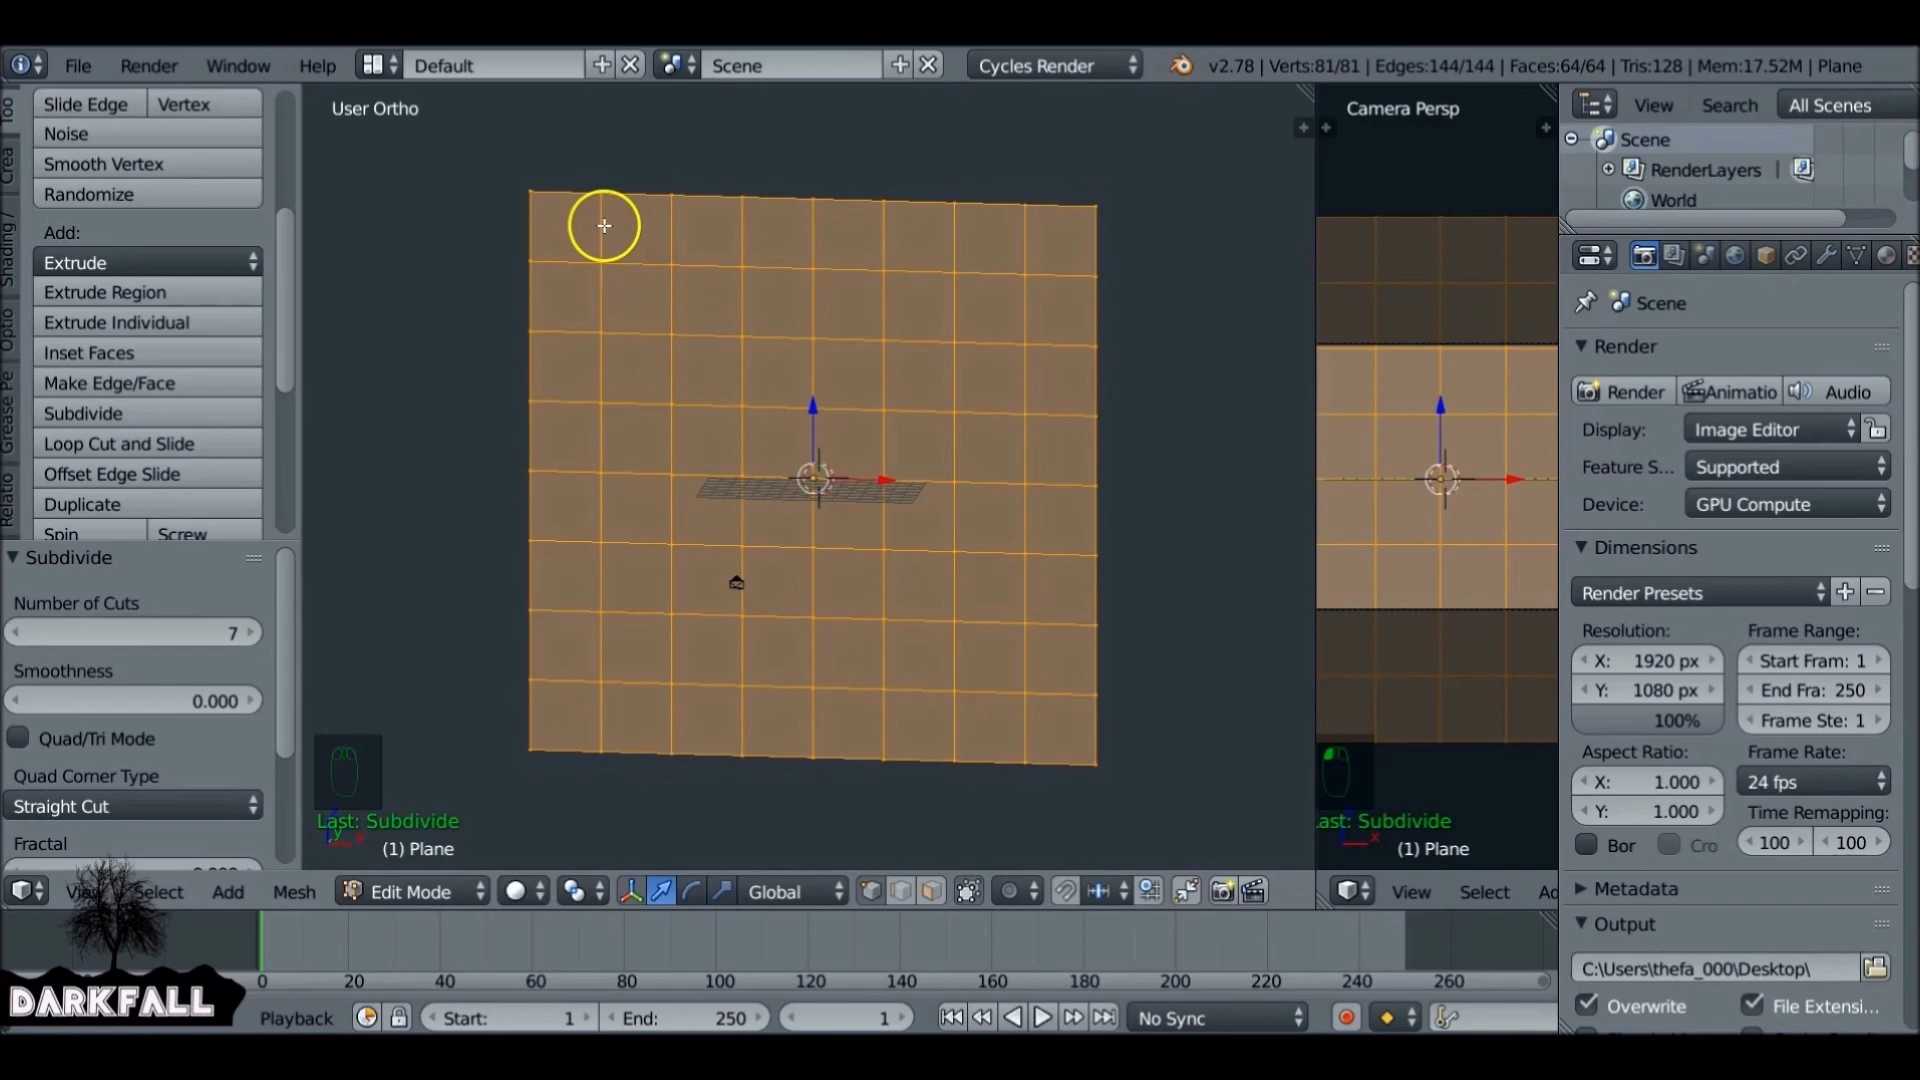 File Render Window Help Default Scene Cycles Render v2.78 | Verts:81/81 | Edges:144/144 | Faces:64/64 | Tris:128 | Mem:17.52M | Plane
Slide Edge Vertex
Noise
Smooth Vertex
Randomize
Add:
Extrude
Extrude Region
Extrude Individual
Inset Faces
Make Edge/Face
Subdivide
Loop Cut and Slide
Offset Edge Slide
Duplicate
Spin Screw
Too
Crea
Shading /
Optio
Grease Pe
Relatio
Subdivide
Number of Cuts
7
Smoothness
0.000
Quad/Tri Mode
Quad Corner Type
Straight Cut
Fractal
User Ortho
Last: Subdivide
(1) Plane
Camera Persp
ast: Subdivide
(1) Plane
View Search All Scenes
Scene
RenderLayers
World
Scene
Render
Render Animatio Audio
Display: Image Editor
Feature S... Supported
Device: GPU Compute
Dimensions
Render Presets
Resolution: Frame Range:
X: 1920 px Start Fram: 1
Y: 1080 px End Fra: 250
100% Frame Ste: 1
Aspect Ratio: Frame Rate:
X: 1.000 24 fps
Y: 1.000 Time Remapping:
Bor Cro 100 100
Metadata
Output
C:\Users\thefa_000\Desktop\
Overwrite File Extensi...
Select Add Mesh Edit Mode Global
View Select Ad
0 20 40 60 80 100 120 140 160 180 200 220 240 260
DARKFALL
Playback Start: 1 End: 250 1 No Sync